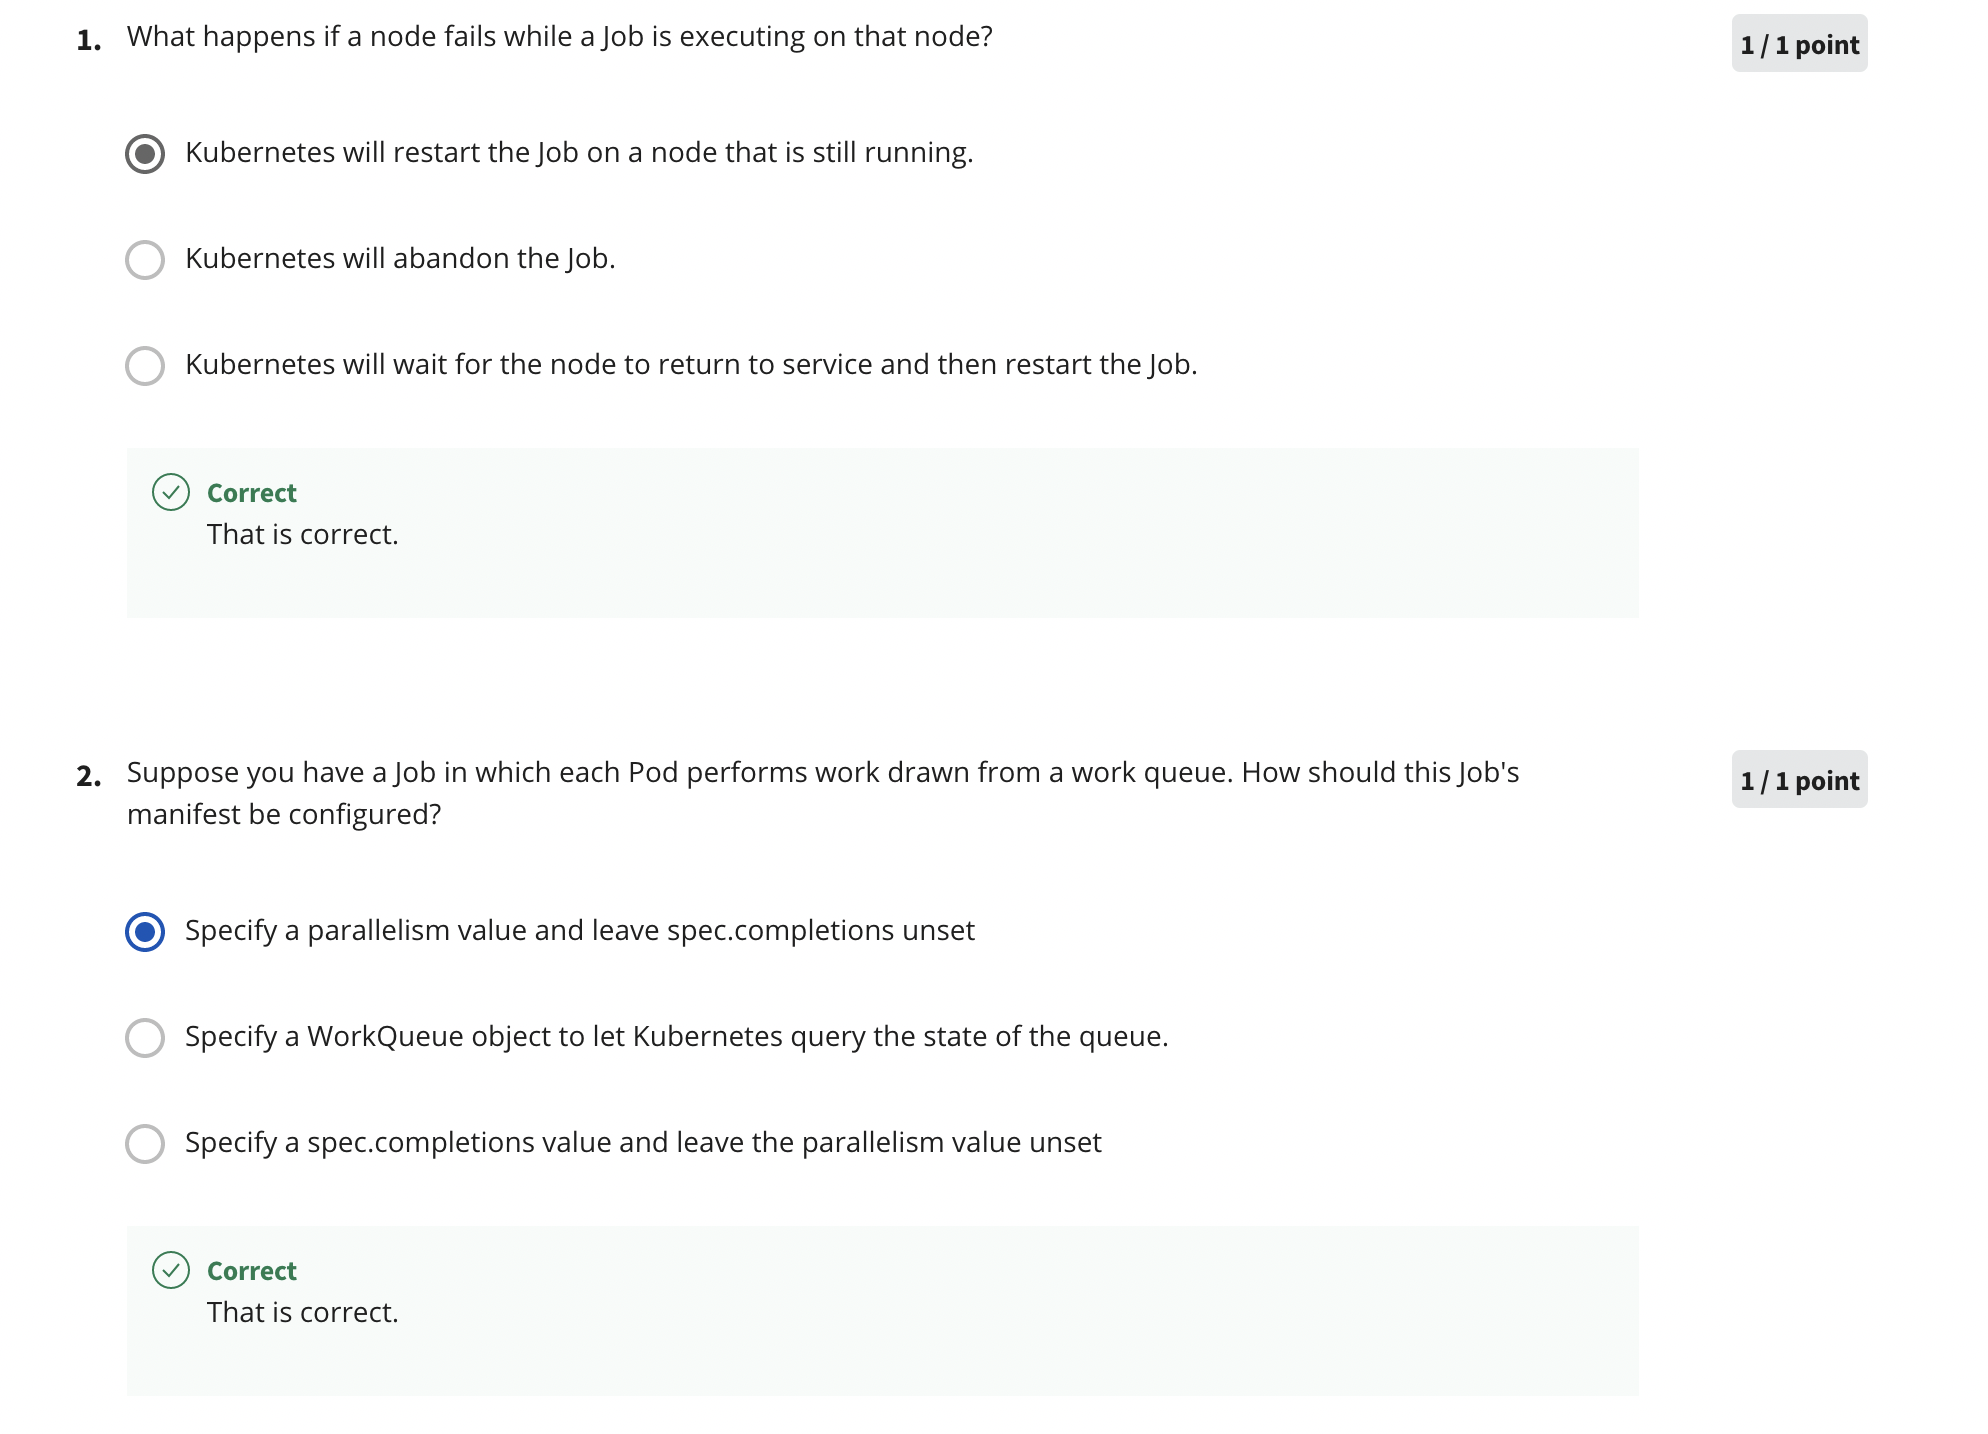 1. What happens if a node fails while a Job is executing on that node?
1 / 1 point
Kubernetes will restart the Job on a node that is still running.
Kubernetes will abandon the Job.
Kubernetes will wait for the node to return to service and then restart the Job.
Correct
That is correct.
2. Suppose you have a Job in which each Pod performs work drawn from a work queue. How should this Job's
manifest be configured?
1 / 1 point
Specify a parallelism value and leave spec.completions unset
Specify a WorkQueue object to let Kubernetes query the state of the queue.
Specify a spec.completions value and leave the parallelism value unset
Correct
That is correct.